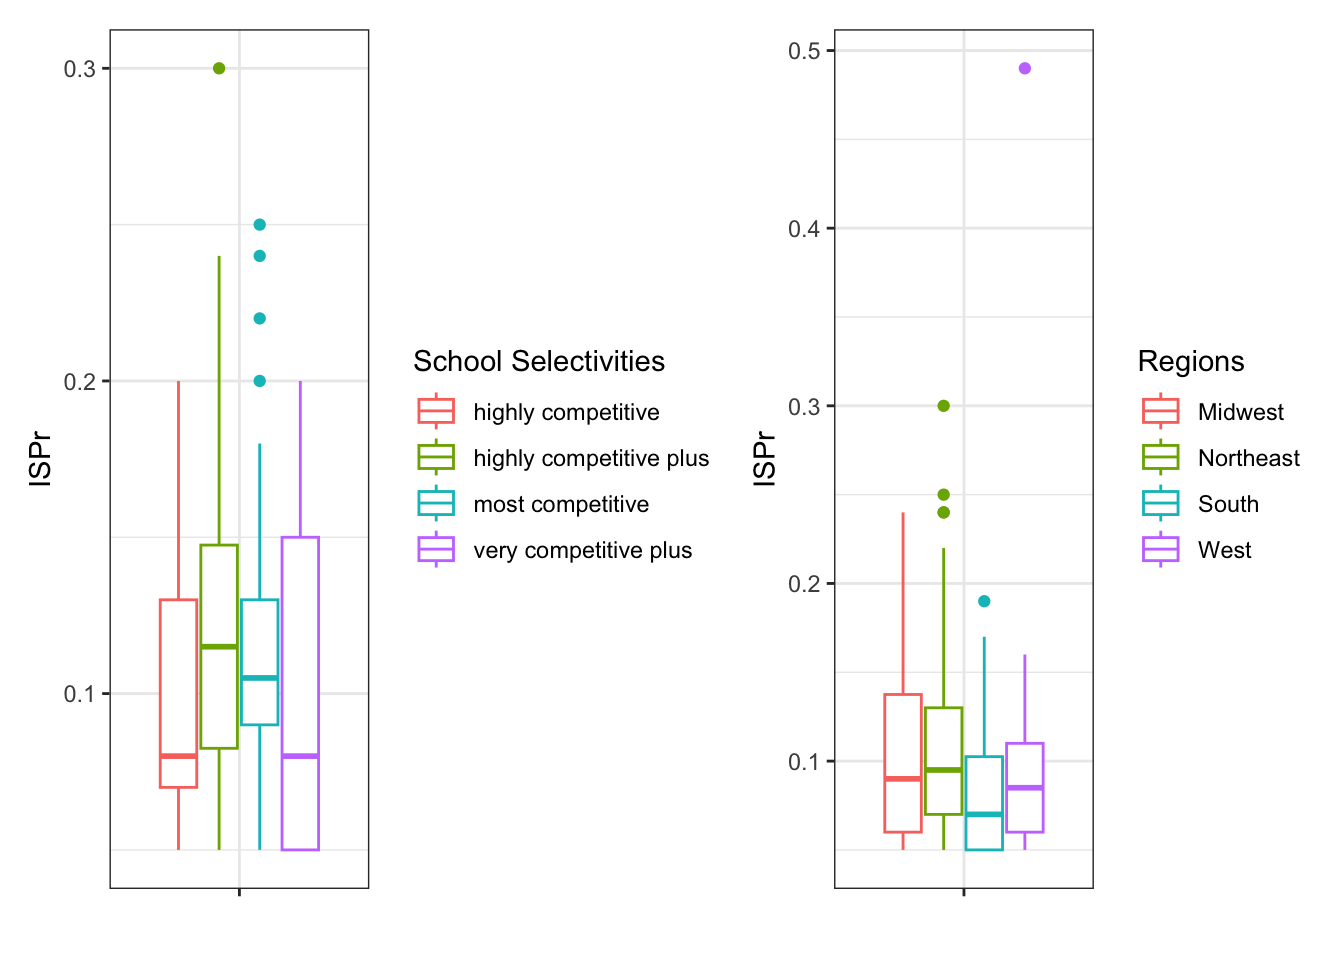 0.3
0.2
0.1
ISPr
School Selectivities
highly competitive
highly competitive plus
most competitive
very competitive plus
0.5
0.4
0.3
0.2
0.1
ISPr
Regions
Midwest
Northeast
South
West